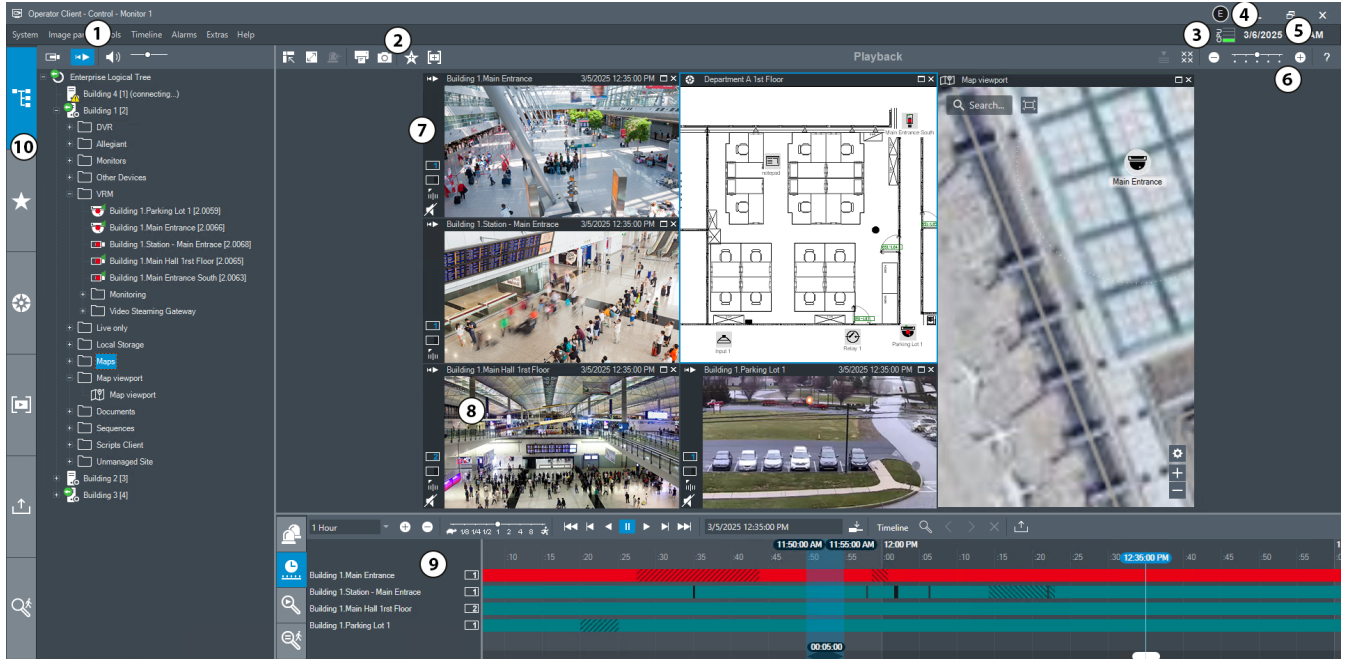 Operator Client - Control - Monitor 1
E
4
System Image pan 1 ols Timeline Alarms Extras Help
2
3
CPU
3/6/2025
5
AM
Playback
?
6
Enterprise Logical Tree
Building 4 [1] (connecting...)
Building 1 [2]
DVR
10
Allegiant
Monitors
Other Devices
VRM
Building 1.Parking Lot 1 [2.0059]
Building 1.Main Entrance [2.0066]
Building 1.Station - Main Entrace [2.0068]
Building 1.Main Hall 1rst Floor [2.0065]
Building 1.Main Entrance South [2.0063]
Monitoring
Video Steaming Gateway
Live only
Local Storage
Maps
Map viewport
Map viewport
Documents
Sequences
Scripts Client
Unmanaged Site
Building 2 [3]
Building 3 [4]
Building 1.Main Entrance 3/5/2025 12:35:00 PM
7
1
Building 1.Station - Main Entrace 3/5/2025 12:35:00 PM
1
Building 1.Main Hall 1rst Floor 3/5/2025 12:35:00 PM
8
2
Department A 1st Floor
Main Entrance South
notepad
Input 1
Relay 1
Parking Lot 1
Building 1.Parking Lot 1 3/5/2025 12:35:00 PM
1
Map viewport
Search...
Main Entrance
1 Hour
1/8 1/4 1/2 1 2 4 8
3/5/2025 12:35:00 PM
Timeline
11:50:00 AM 11:55:00 AM 12:00 PM
:10 :15 :20 :25 :30 :35 :40 :45 :50 :55 :00 :05 :10 :15 :20 :25 :30 12:35:00 PM :40 :45 :50 :55
9
Building 1.Main Entrance 1
Building 1.Station - Main Entrace 1
Building 1.Main Hall 1rst Floor 2
Building 1.Parking Lot 1 1
00:05:00